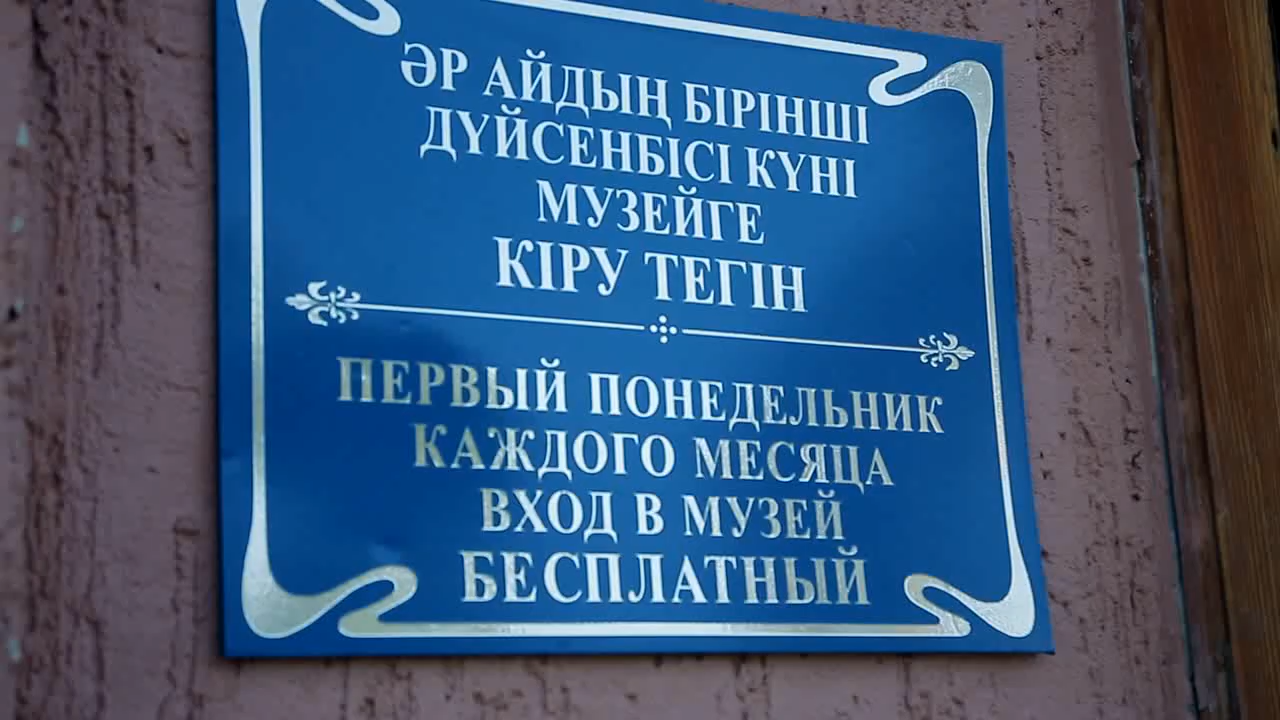 ӘР АЙДЫҢ БІРІНШІ
ДҮЙСЕНБІСІ КҮНІ
МУЗЕЙГЕ
КІРУ ТЕГІН
ПЕРВЫЙ ПОНЕДЕЛЬНИК
КАЖДОГО МЕСЯЦА
ВХОД В МУЗЕЙ
БЕСПЛАТНЫЙ